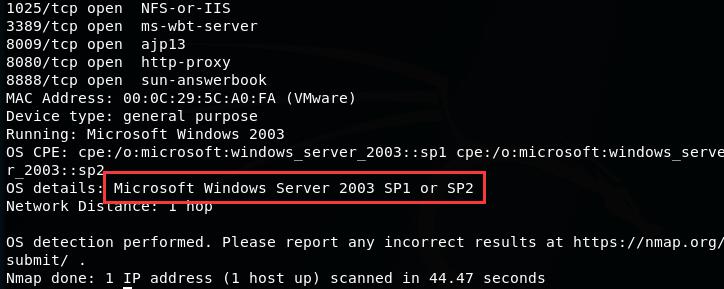 1025/tcp open  NFS-or-IIS
3389/tcp open  ms-wbt-server
8009/tcp open  ajp13
8080/tcp open  http-proxy
8888/tcp open  sun-answerbook
MAC Address: 00:0C:29:5C:A0:FA (VMware)
Device type: general purpose
Running: Microsoft Windows 2003
OS CPE: cpe:/o:microsoft:windows_server_2003::sp1 cpe:/o:microsoft:windows_serve
r_2003::sp2
OS details: Microsoft Windows Server 2003 SP1 or SP2
Network Distance: 1 hop
OS detection performed. Please report any incorrect results at https://nmap.org/
submit/ .
Nmap done: 1 IP address (1 host up) scanned in 44.47 seconds